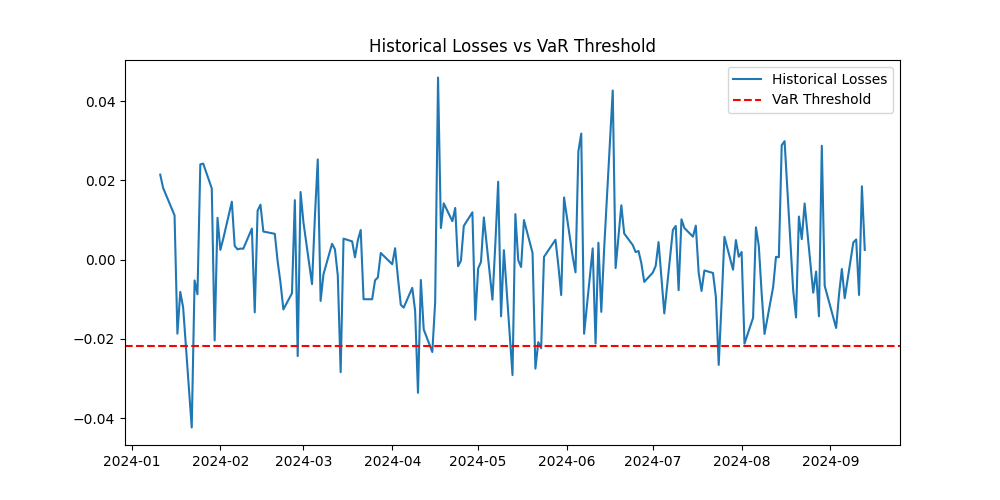 Historical Losses vs VaR Threshold
Historical Losses
VaR Threshold
0.04
0.02
0.00
−0.02
−0.04
2024-01 2024-02 2024-03 2024-04 2024-05 2024-06 2024-07 2024-08 2024-09